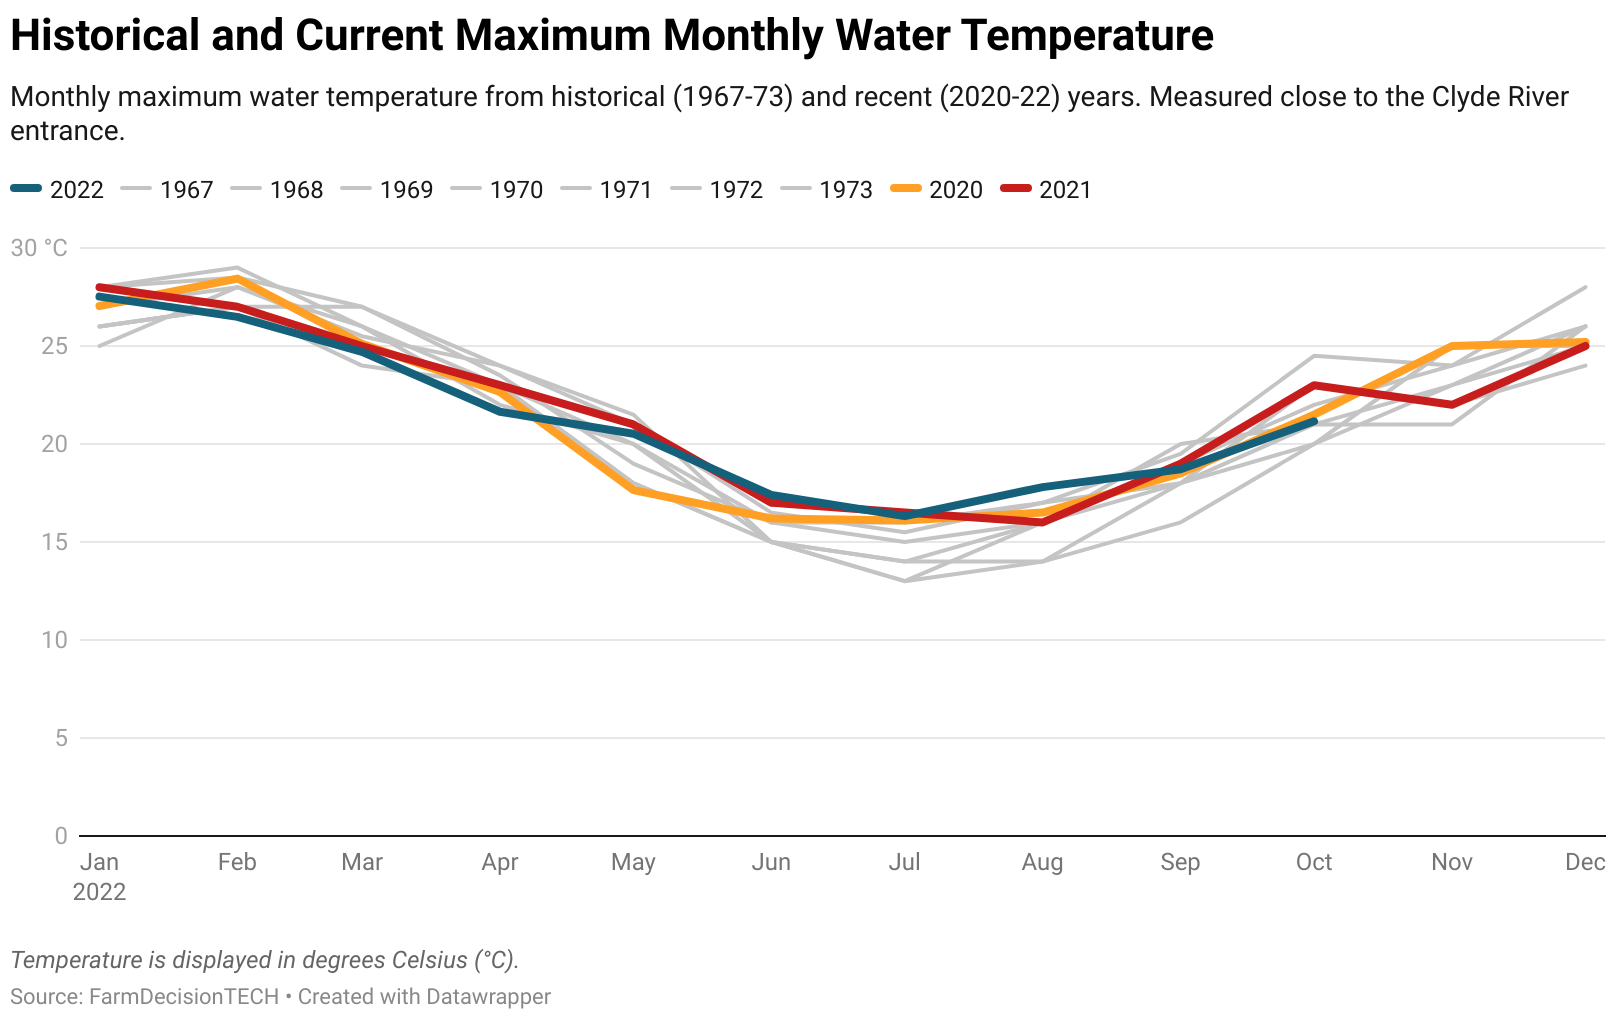 Historical and Current Maximum Monthly Water Temperature
Monthly maximum water temperature from historical (1967-73) and recent (2020-22) years. Measured close to the Clyde River
entrance.
2022 1967 1968 1969 1970 1971 1972 1973 2020 2021
30 °C
25
20
15
10
5
0
Jan Feb Mar Apr May Jun Jul Aug Sep Oct Nov Dec
2022
Temperature is displayed in degrees Celsius (°C).
Source: FarmDecisionTECH • Created with Datawrapper